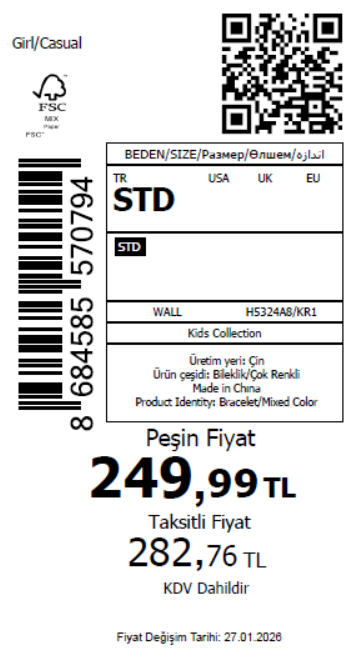 Girl/Casual
FSC
MIX
Paper
FSC™
BEDEN/SIZE/Размер/Өлшем/اندازه
TR USA UK EU
STD
STD
WALL H5324A8/KR1
Kids Collection
Üretim yeri: Çin
Ürün çeşidi: Bileklik/Çok Renkli
Made in China
Product Identity: Bracelet/Mixed Color
8 684585 570794
Peşin Fiyat
249,99 TL
Taksitli Fiyat
282,76 TL
KDV Dahildir
Fiyat Değişim Tarihi: 27.01.2026